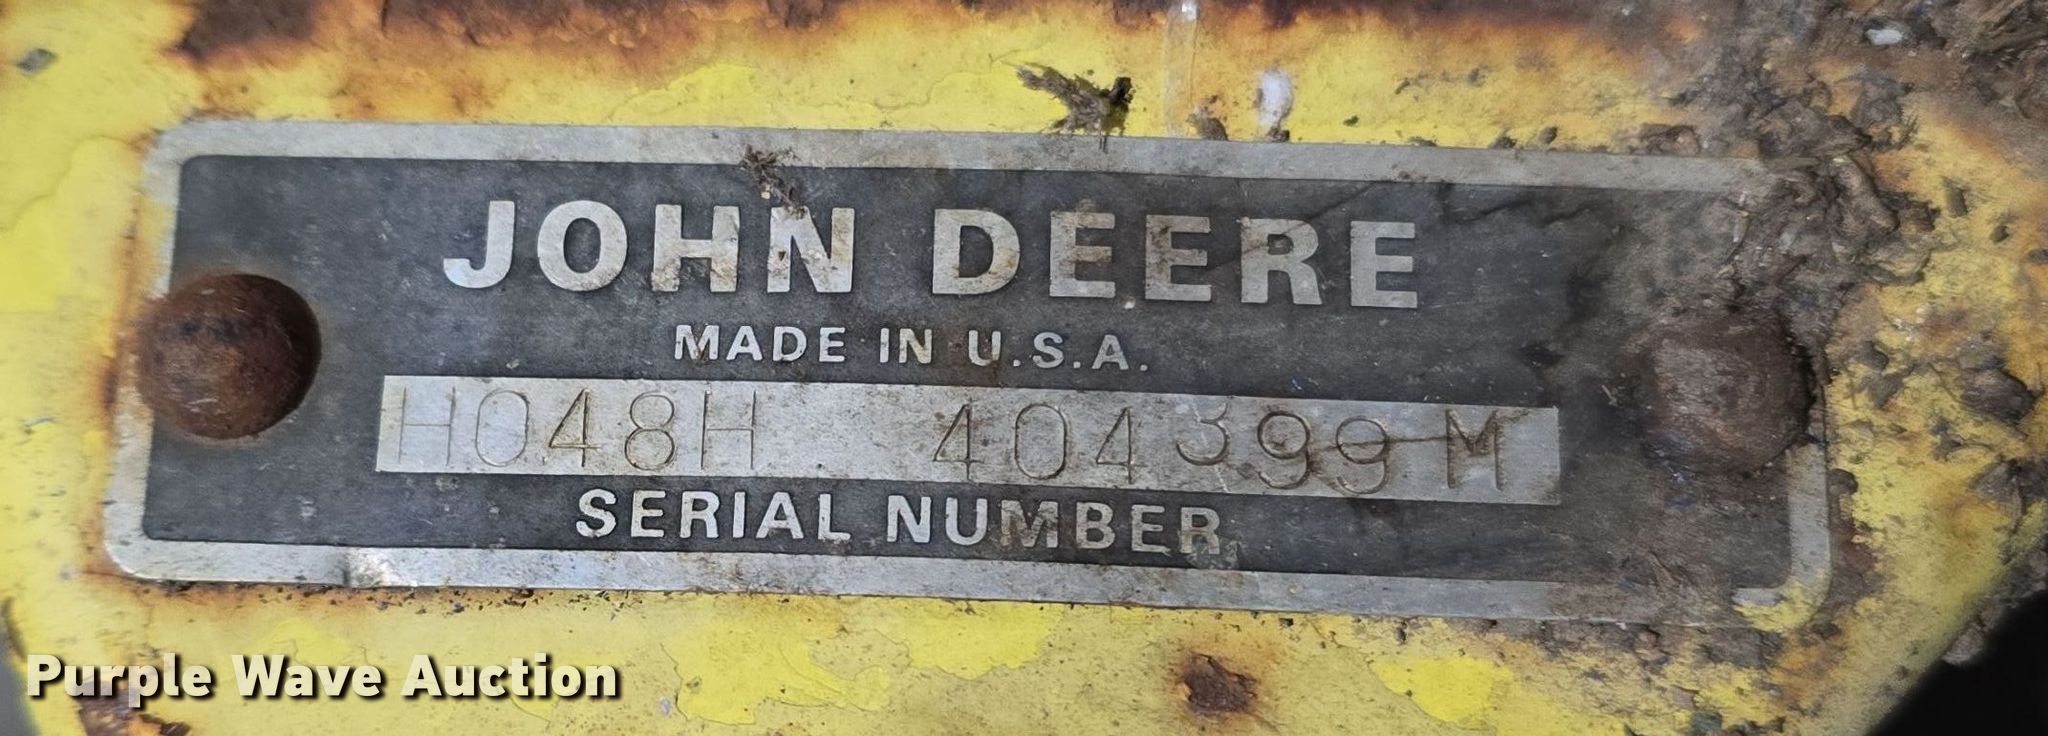 JOHN DEERE
MADE IN U.S.A.
H048H 404399M
SERIAL NUMBER
Purple Wave Auction